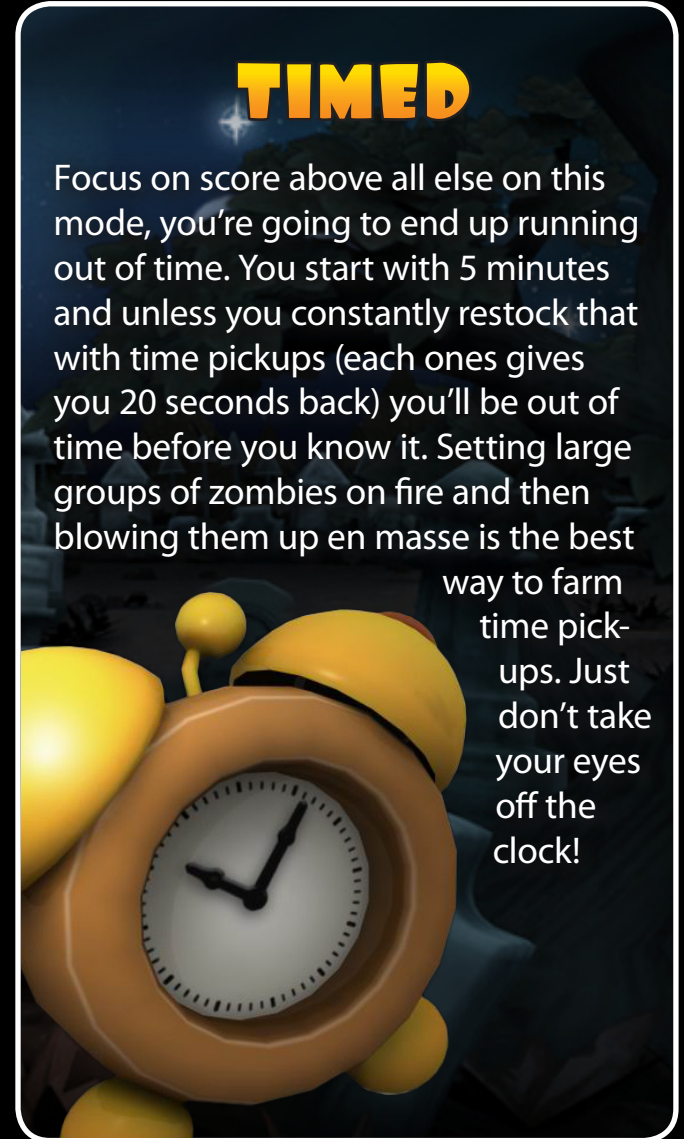 TIMED
Focus on score above all else on this
mode, you’re going to end up running
out of time. You start with 5 minutes
and unless you constantly restock that
with time pickups (each ones gives
you 20 seconds back) you’ll be out of
time before you know it. Setting large
groups of zombies on fire and then
blowing them up en masse is the best
way to farm
time pick-
ups. Just
don’t take
your eyes
off the
clock!